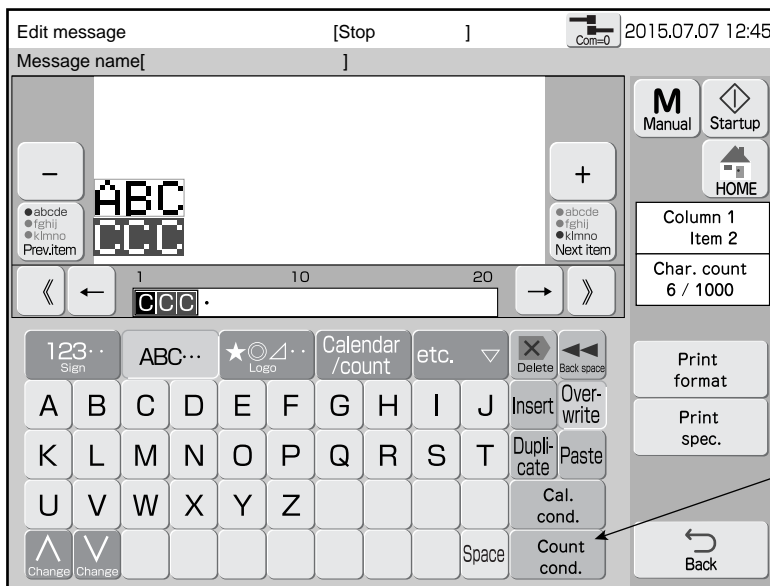 Edit message [Stop ] Com=0 2015.07.07 12:45
Message name[ ]
M
Manual
Startup
HOME
− +
ABC
CCC
●abcde
●fghij
●klmno
Prev.item
●abcde
●fghij
●klmno
Next item
Column 1
Item 2
Char. count
6 / 1000
1 10 20
《 ← CCC・ → 》
123‥
Sign
ABC…
★◎⊿‥
Logo
Calendar
/count
etc. ▽
Delete
Back space
A B C D E F G H I J Insert Over-
write
K L M N O P Q R S T Dupli-
cate Paste
U V W X Y Z Cal.
cond.
Change Change Space Count
cond.
Print
format
Print
spec.
Back